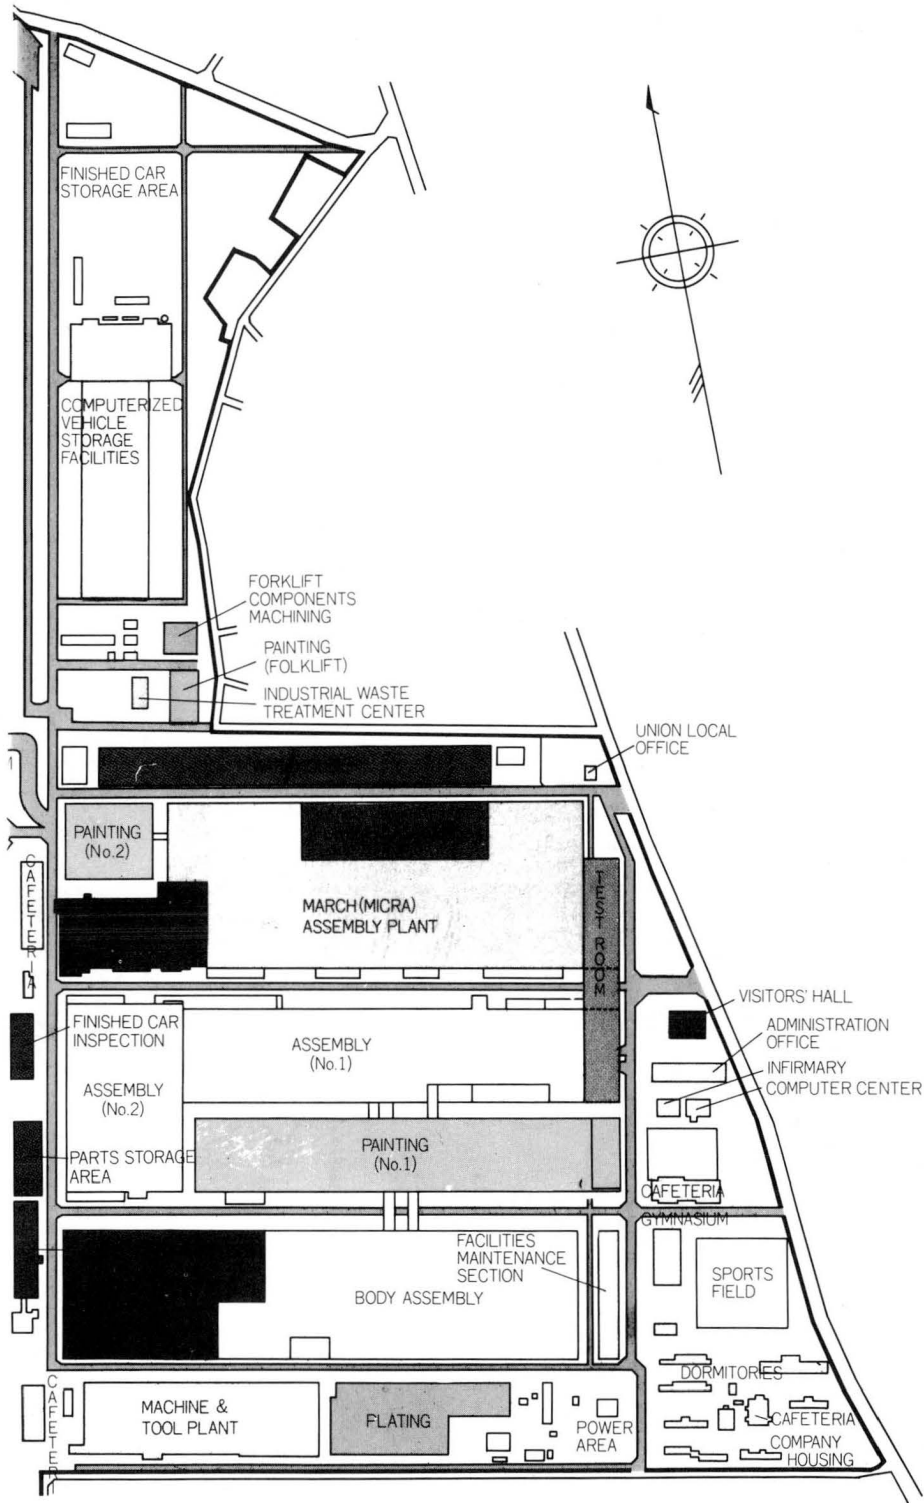 FINISHED CAR
STORAGE AREA
COMPUTERIZED
VEHICLE
STORAGE
FACILITIES
FORKLIFT
COMPONENTS
MACHINING
PAINTING
(FOLKLIFT)
INDUSTRIAL WASTE
TREATMENT CENTER
UNION LOCAL
OFFICE
PAINTING
(No.2)
CAFETERIA
MARCH(MICRA)
ASSEMBLY PLANT
TEST ROOM
VISITORS' HALL
FINISHED CAR
INSPECTION
ADMINISTRATION
OFFICE
ASSEMBLY
(No.1)
INFIRMARY
COMPUTER CENTER
ASSEMBLY
(No.2)
PAINTING
(No.1)
PARTS STORAGE
AREA
CAFETERIA
GYMNASIUM
FACILITIES
MAINTENANCE
SECTION
SPORTS
FIELD
BODY ASSEMBLY
DORMITORIES
CAFETER
MACHINE &
TOOL PLANT
FLATING
POWER
AREA
CAFETERIA
COMPANY
HOUSING